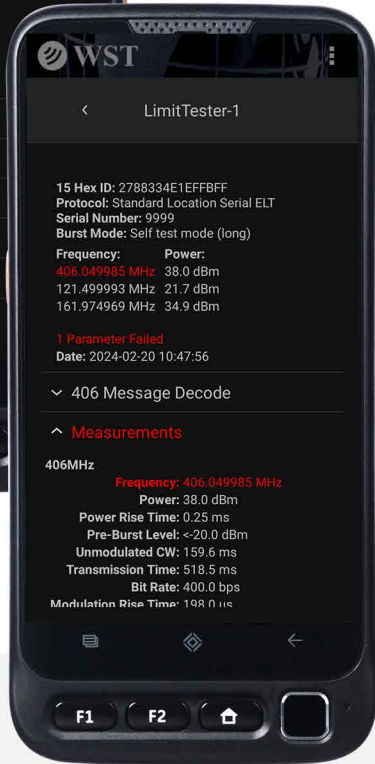 WST
LimitTester-1
15 Hex ID: 2788334E1EFFBFF
Protocol: Standard Location Serial ELT
Serial Number: 9999
Burst Mode: Self test mode (long)
Frequency: Power:
406.049985 MHz 38.0 dBm
121.499993 MHz 21.7 dBm
161.974969 MHz 34.9 dBm
1 Parameter Failed
Date: 2024-02-20 10:47:56
406 Message Decode
Measurements
406MHz
Frequency: 406.049985 MHz
Power: 38.0 dBm
Power Rise Time: 0.25 ms
Pre-Burst Level: <-20.0 dBm
Unmodulated CW: 159.6 ms
Transmission Time: 518.5 ms
Bit Rate: 400.0 bps
Modulation Rise Time: 198.0 us
F1 F2